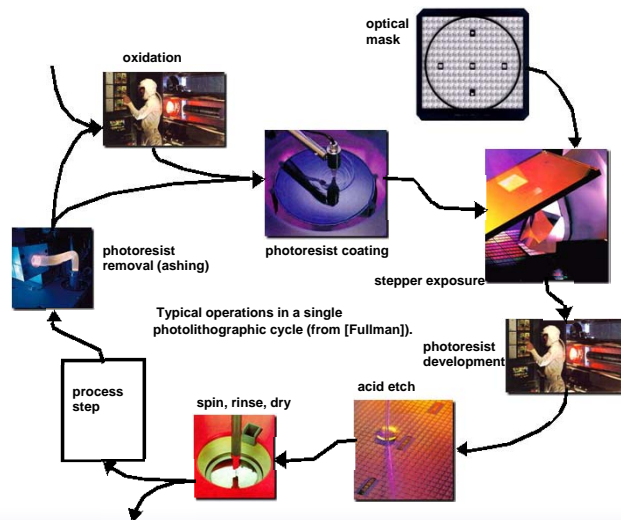 optical
mask
oxidation
photoresist coating
stepper exposure
photoresist
removal (ashing)
Typical operations in a single
photolithographic cycle (from [Fullman]).
photoresist
development
acid etch
spin, rinse, dry
process
step